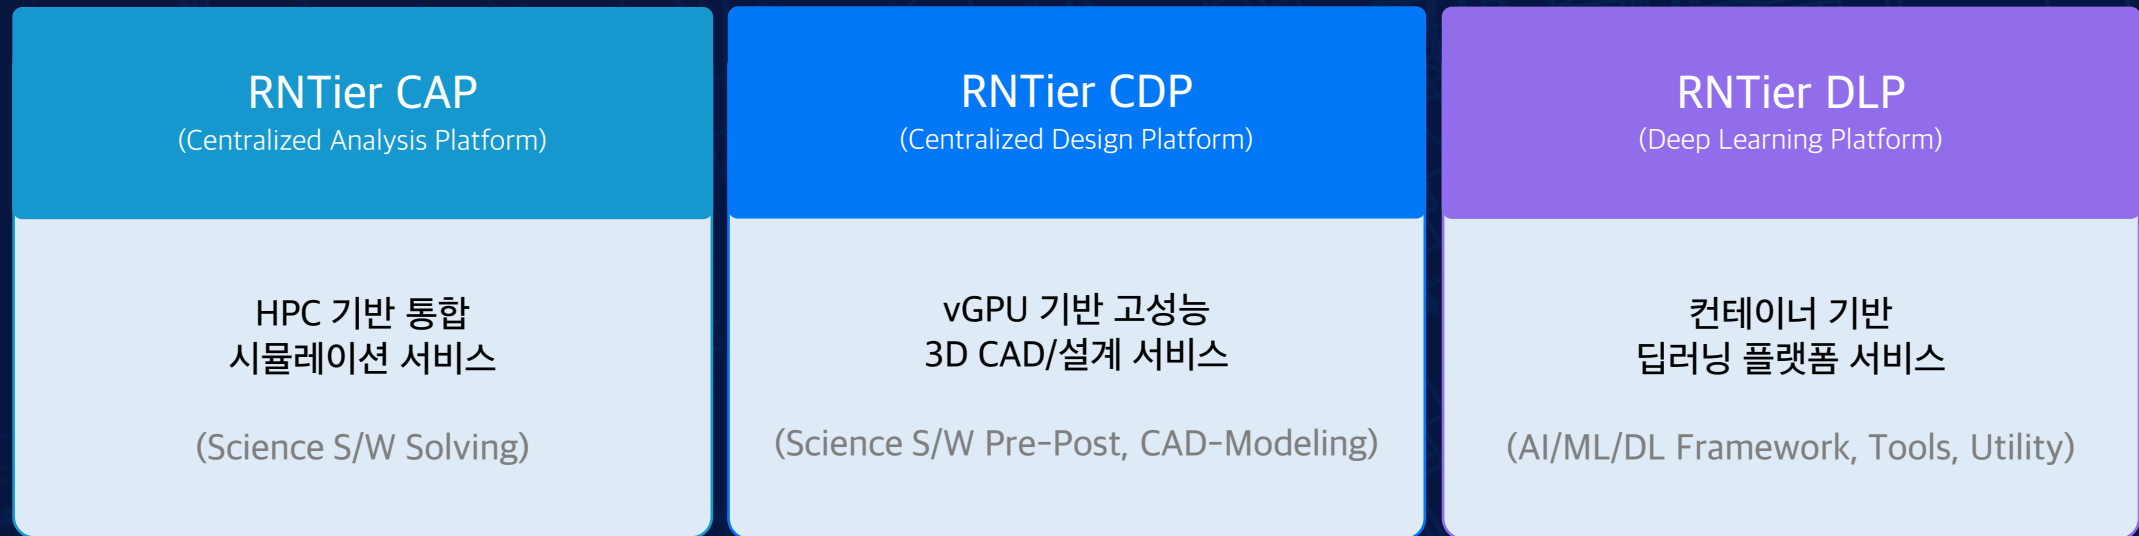 RNTier CAP
(Centralized Analysis Platform)
HPC 기반 통합
시뮬레이션 서비스
(Science S/W Solving)
RNTier CDP
(Centralized Design Platform)
vGPU 기반 고성능
3D CAD/설계 서비스
(Science S/W Pre-Post, CAD-Modeling)
RNTier DLP
(Deep Learning Platform)
컨테이너 기반
딥러닝 플랫폼 서비스
(AI/ML/DL Framework, Tools, Utility)